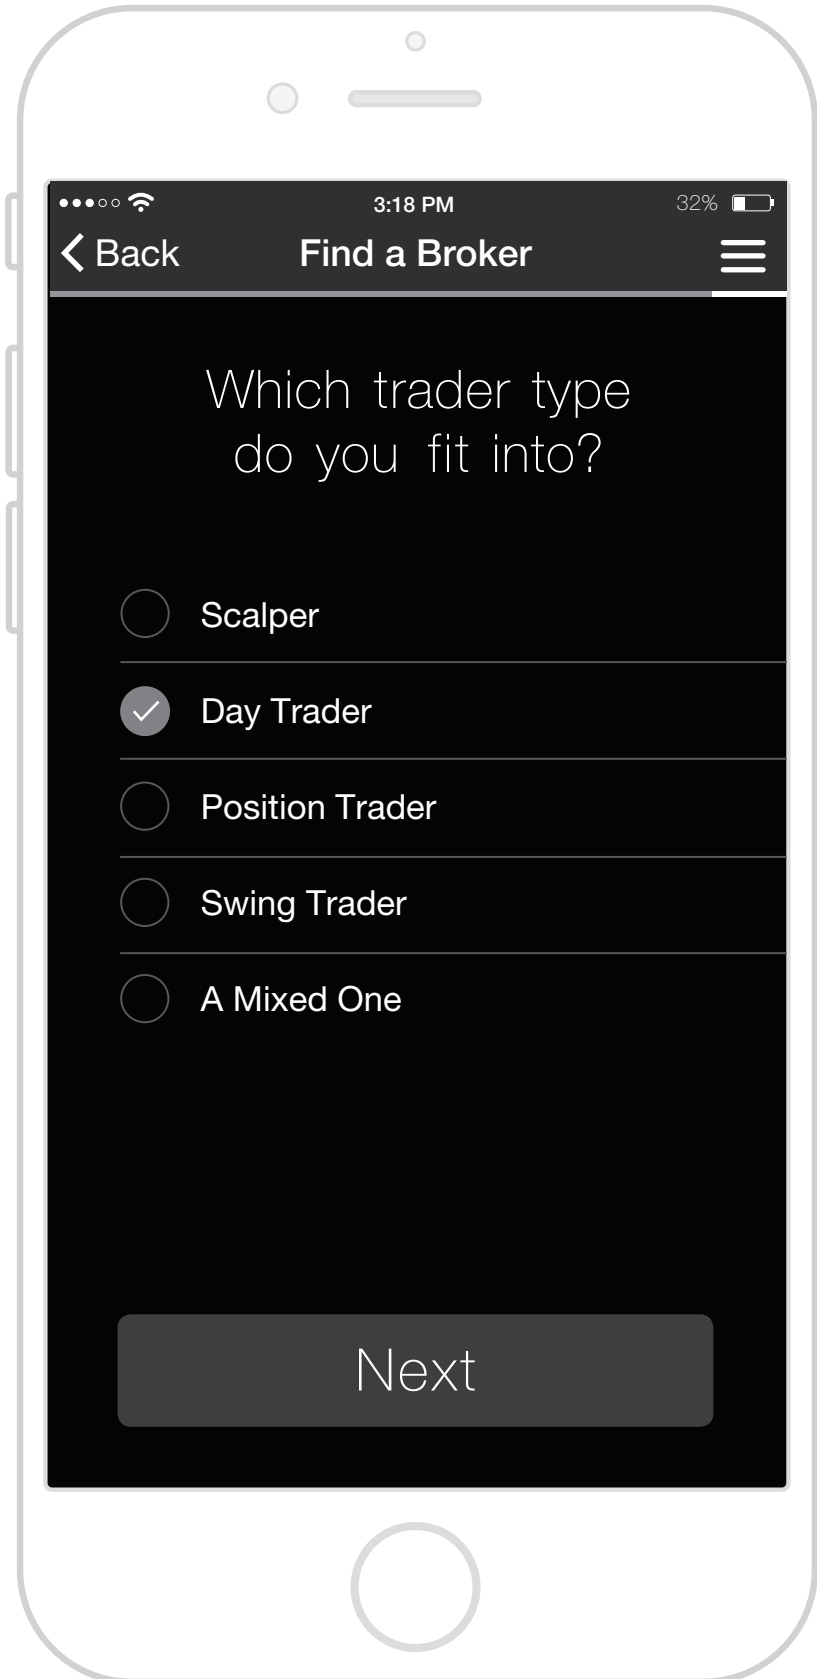 3:18 PM
32%
Back
Find a Broker
Which trader type
do you fit into?
Scalper
Day Trader
Position Trader
Swing Trader
A Mixed One
Next